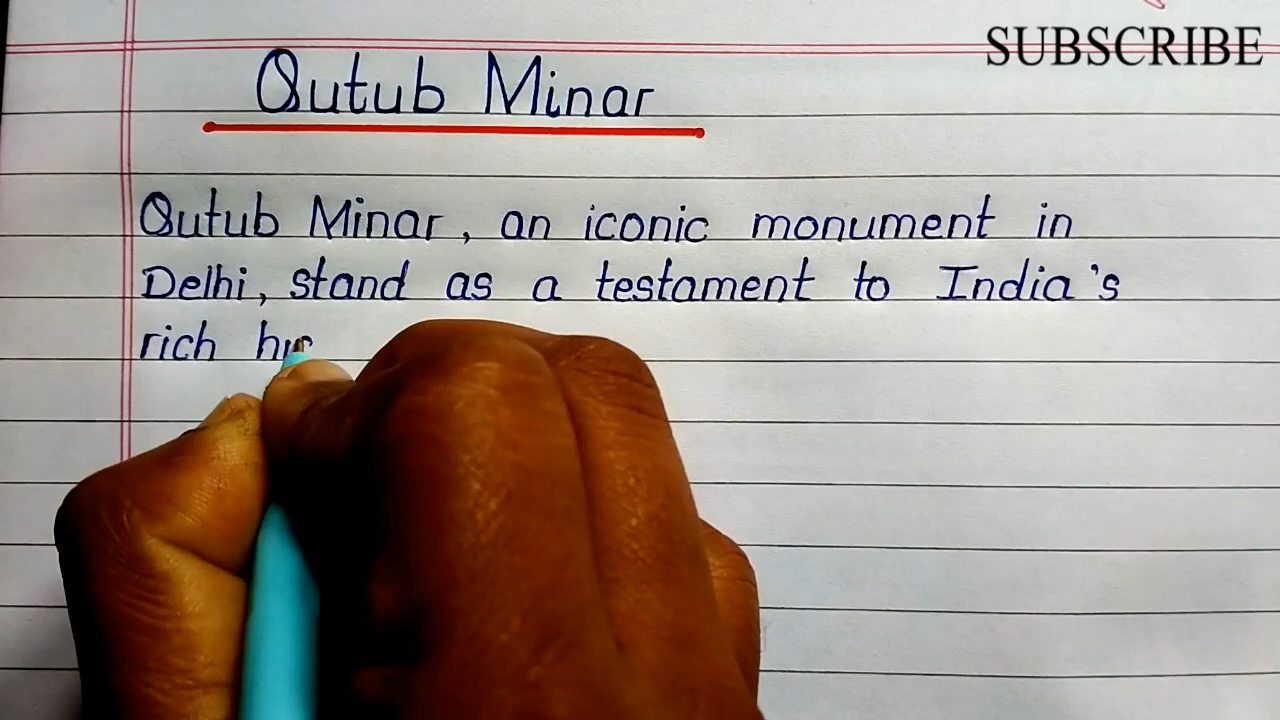 SUBSCRIBE
Qutub Minar
Qutub Minar, an iconic monument in
Delhi, stand as a testament to India's
rich